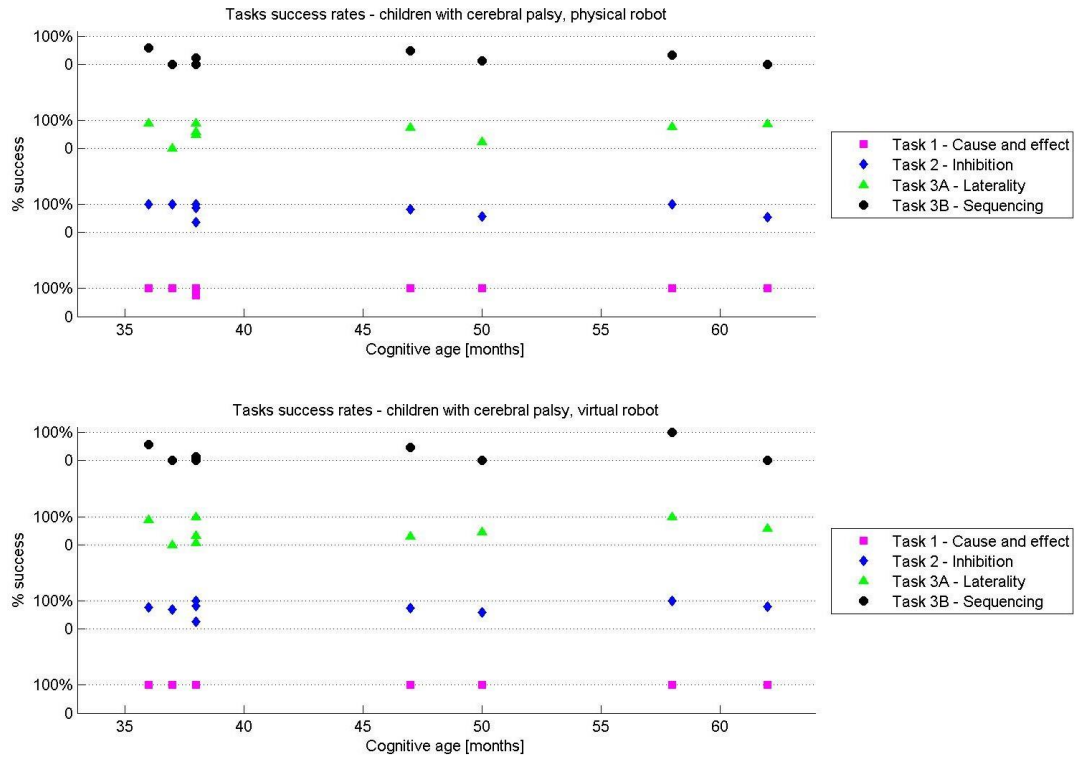 Tasks success rates - children with cerebral palsy, physical robot
100%
0
100%
0
100%
0
100%
0
% success
35 40 45 50 55 60
Cognitive age [months]
Task 1 - Cause and effect
Task 2 - Inhibition
Task 3A - Laterality
Task 3B - Sequencing
Tasks success rates - children with cerebral palsy, virtual robot
100%
0
100%
0
100%
0
100%
0
% success
35 40 45 50 55 60
Cognitive age [months]
Task 1 - Cause and effect
Task 2 - Inhibition
Task 3A - Laterality
Task 3B - Sequencing